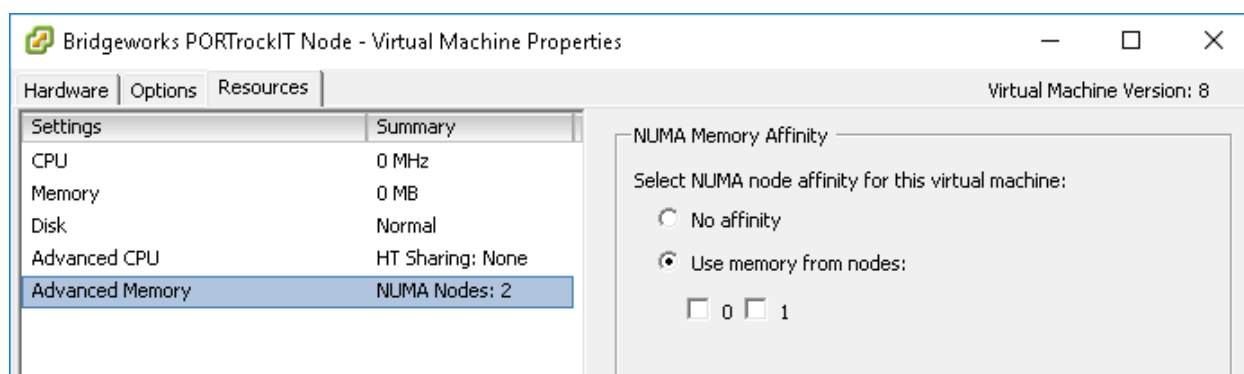 Bridgeworks PORTrockIT Node - Virtual Machine Properties
Hardware Options Resources Virtual Machine Version: 8
Settings Summary
CPU 0 MHz
Memory 0 MB
Disk Normal
Advanced CPU HT Sharing: None
Advanced Memory NUMA Nodes: 2
NUMA Memory Affinity
Select NUMA node affinity for this virtual machine:
No affinity
Use memory from nodes:
0 1